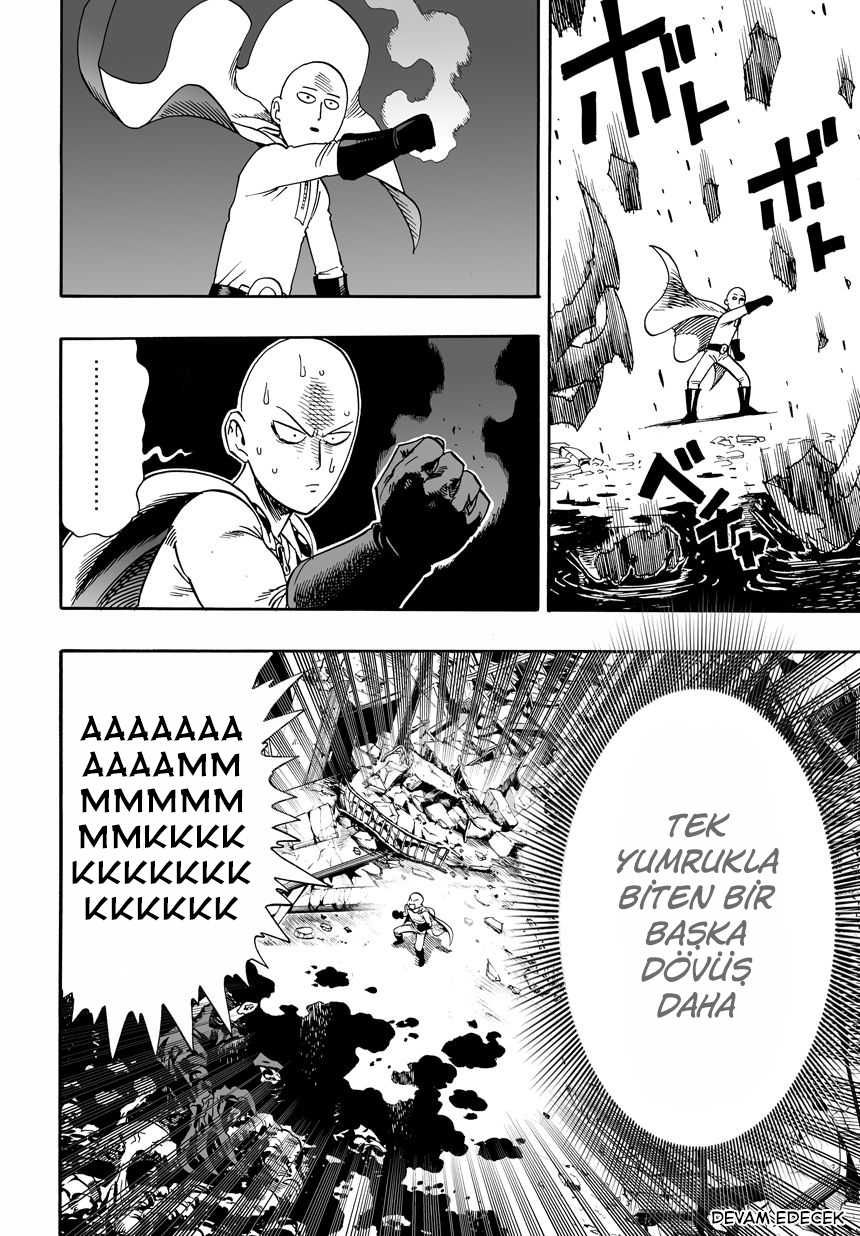 ボト
ボト
ベチャ
…………
TEK
YUMRUKLA
BİTEN BİR
BAŞKA
DÖVÜŞ
DAHA
AAAAAAA
AAAAMM
MMMMM
MMKKKK
KKKKKKK
KKKKKK
DEVAM EDECEK